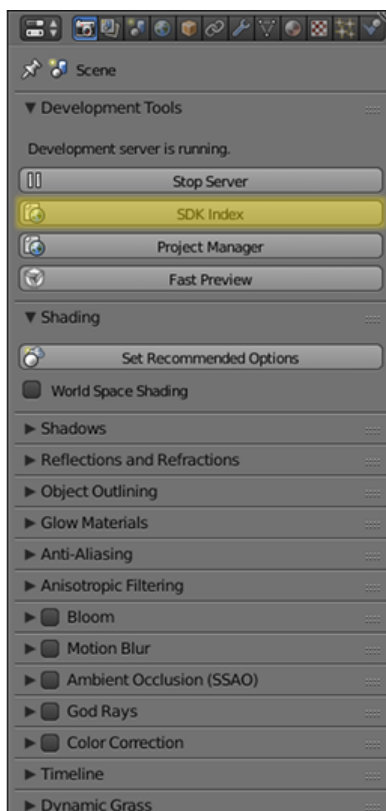 Scene
Development Tools
Development server is running.
Stop Server
SDK Index
Project Manager
Fast Preview
Shading
Set Recommended Options
World Space Shading
Shadows
Reflections and Refractions
Object Outlining
Glow Materials
Anti-Aliasing
Anisotropic Filtering
Bloom
Motion Blur
Ambient Occlusion (SSAO)
God Rays
Color Correction
Timeline
Dynamic Grass